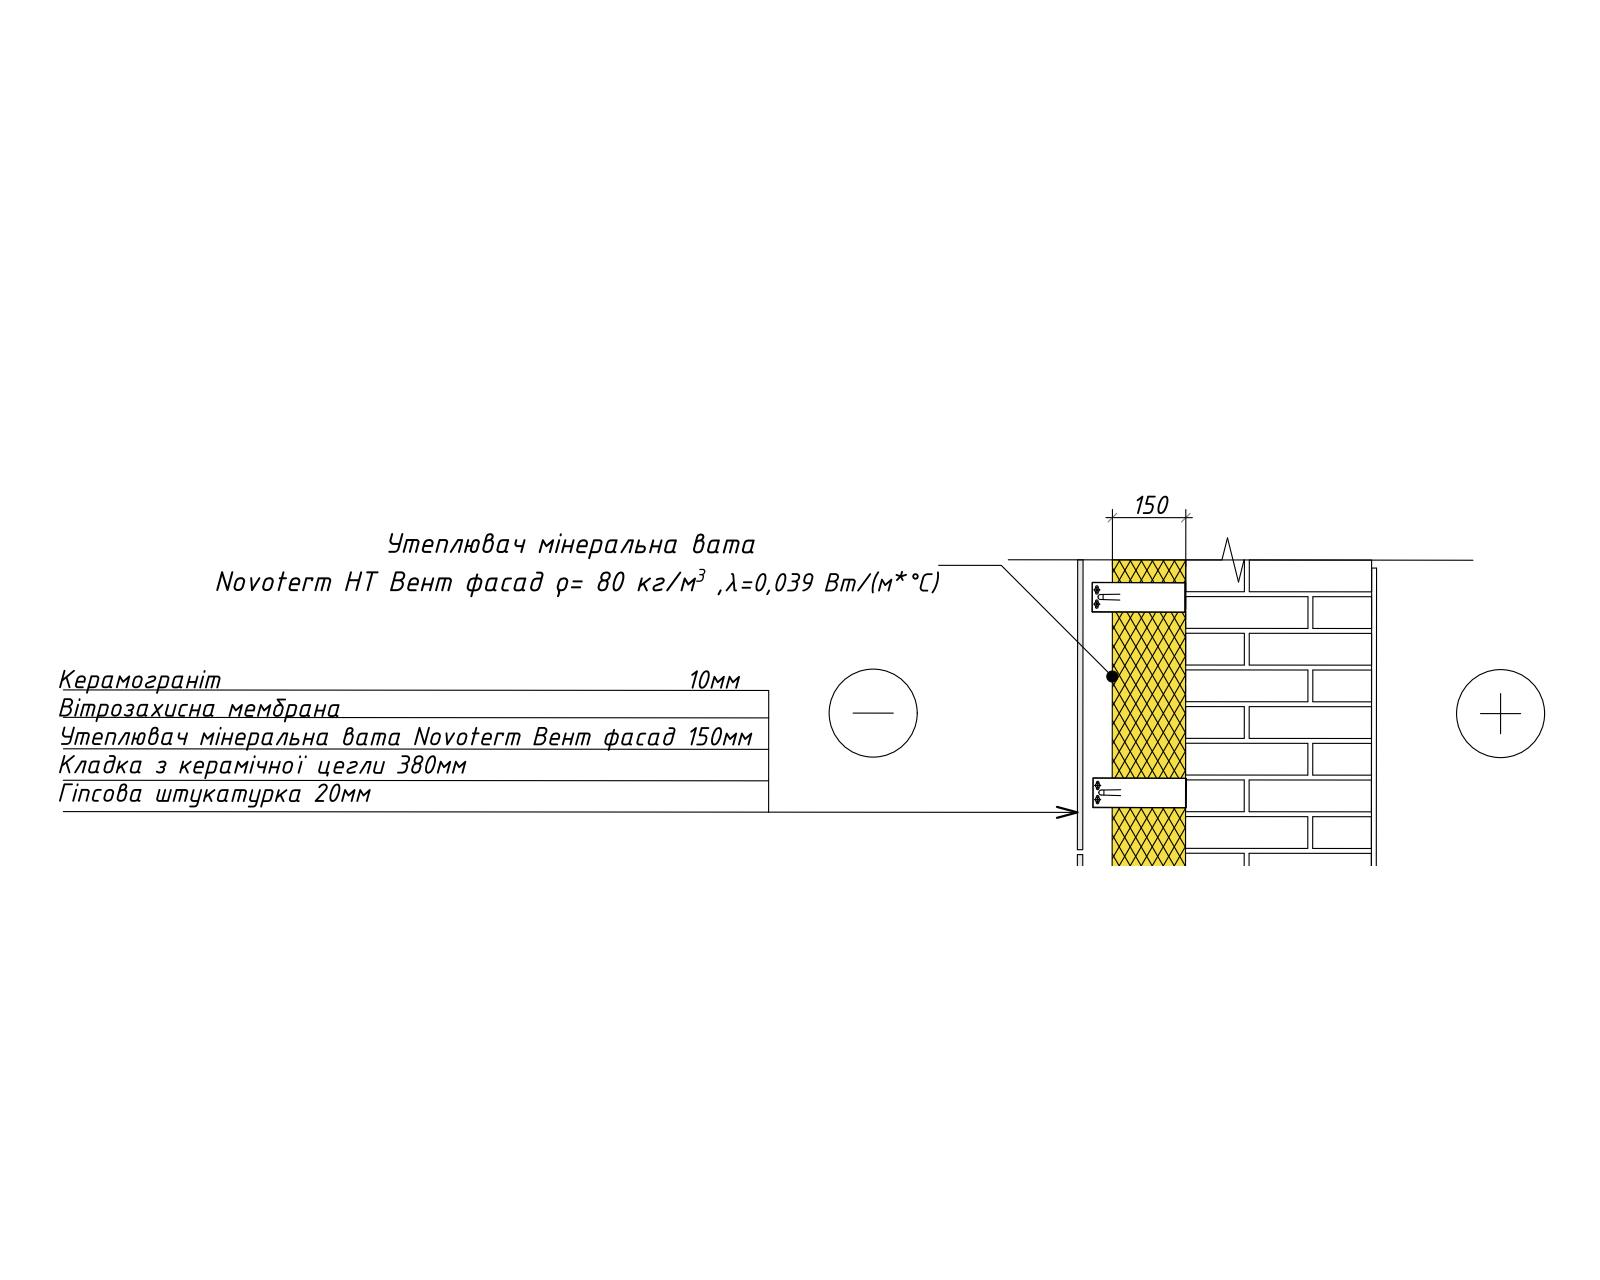 150
Утеплювач мінеральна вата
Novoterm НТ Вент фасад ρ= 80 кг/м³ ,λ=0,039 Вт/(м*°С)
Керамограніт 10мм
Вітрозахисна мембрана
Утеплювач мінеральна вата Novoterm Вент фасад 150мм
Кладка з керамічної цегли 380мм
Гіпсова штукатурка 20мм